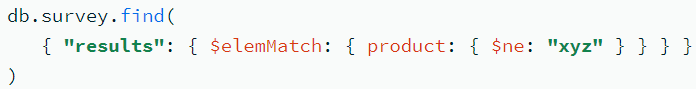 db.survey.find(
{ "results": { $elemMatch: { product: { $ne: "xyz" } } } }
)